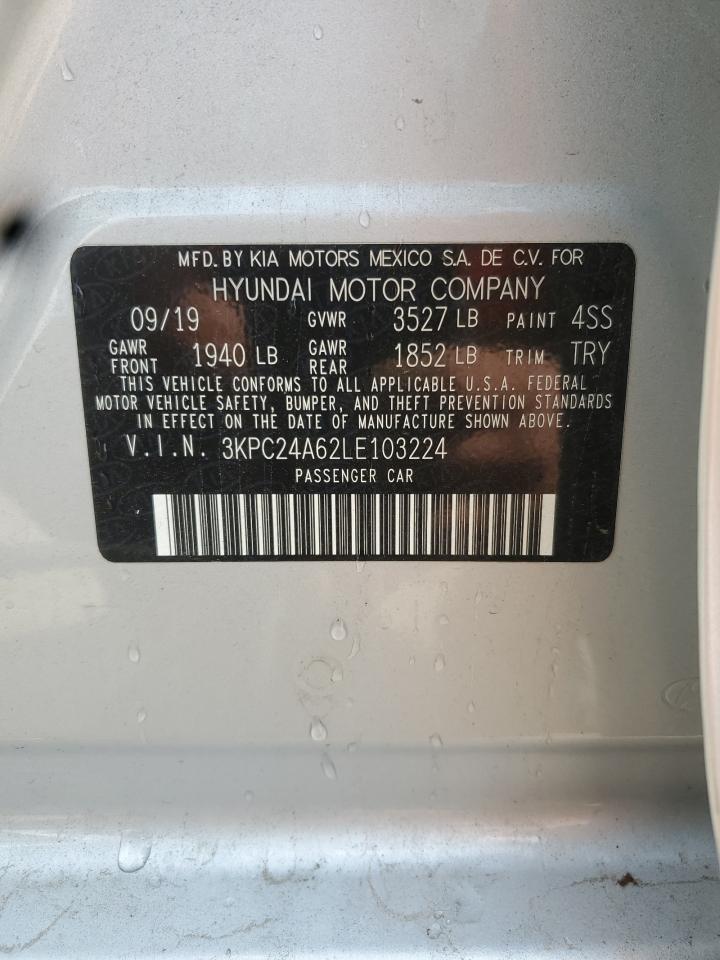 MFD. BY KIA MOTORS MEXICO S.A. DE C.V. FOR
HYUNDAI MOTOR COMPANY
09/19 GVWR 3527 LB PAINT 4SS
GAWR FRONT 1940 LB GAWR REAR 1852 LB TRIM TRY
THIS VEHICLE CONFORMS TO ALL APPLICABLE U.S.A. FEDERAL
MOTOR VEHICLE SAFETY, BUMPER, AND THEFT PREVENTION STANDARDS
IN EFFECT ON THE DATE OF MANUFACTURE SHOWN ABOVE.
V.I.N. 3KPC24A62LE103224
PASSENGER CAR